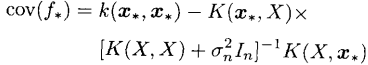 cov(f_*) = k(x_*, x_*) − K(x_*, X)×
[K(X, X) + σ_n^2 I_n]^{−1} K(X, x_*)